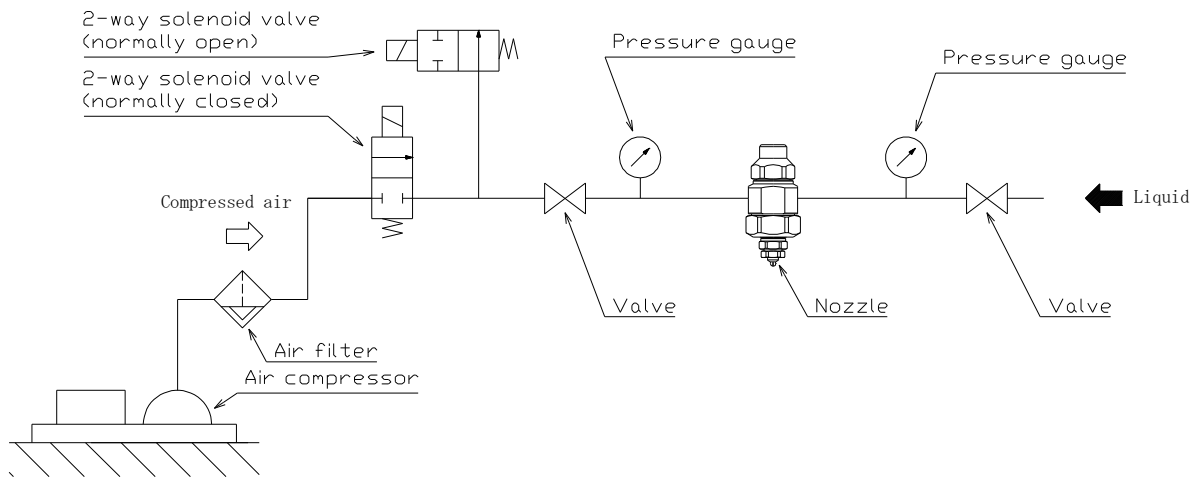 2-way solenoid valve
(normally open)
2-way solenoid valve
(normally closed)
Pressure gauge
Pressure gauge
Compressed air
Liquid
Valve
Nozzle
Valve
Air filter
Air compressor